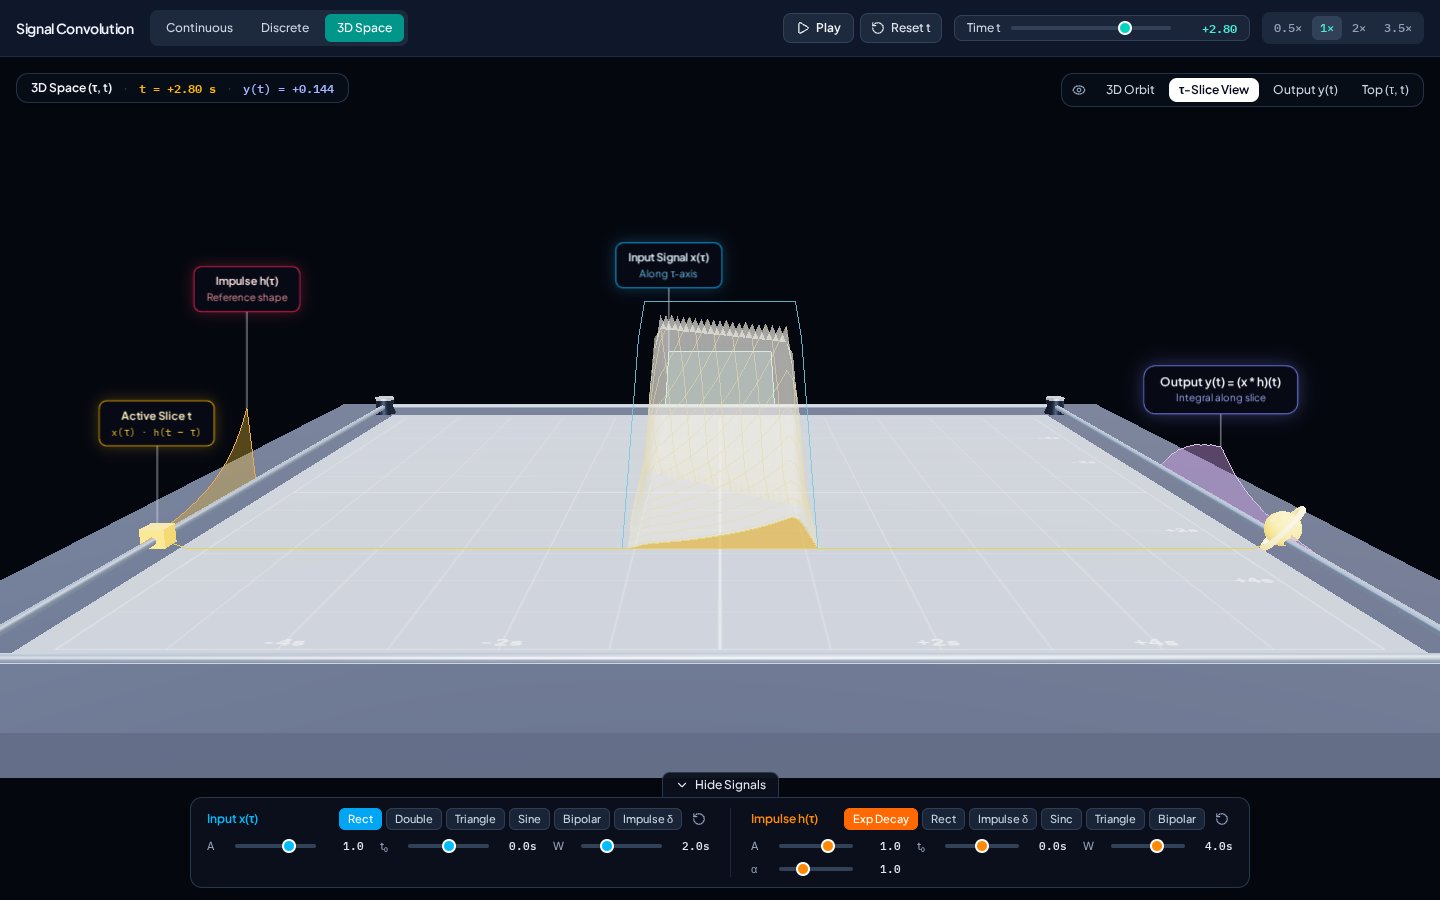 Signal Convolution
Continuous
Discrete
3D Space
Play
Reset t
Time t
+2.80
0.5×
1×
2×
3.5×
3D Space (τ, t) · t = +2.80 s · y(t) = +0.144
3D Orbit
τ-Slice View
Output y(t)
Top (τ, t)
Input Signal x(τ)
Along τ-axis
Impulse h(τ)
Reference shape
Output y(t) = (x * h)(t)
Integral along slice
Active Slice t
x(τ) · h(t − τ)
+2s
+4s
-4s
-2s
+2s
+4s
Hide Signals
Input x(τ)
Rect
Double
Triangle
Sine
Bipolar
Impulse δ
A
1.0
t₀
0.0s
W
2.0s
Impulse h(τ)
Exp Decay
Rect
Impulse δ
Sinc
Triangle
Bipolar
A
1.0
t₀
0.0s
W
4.0s
α
1.0